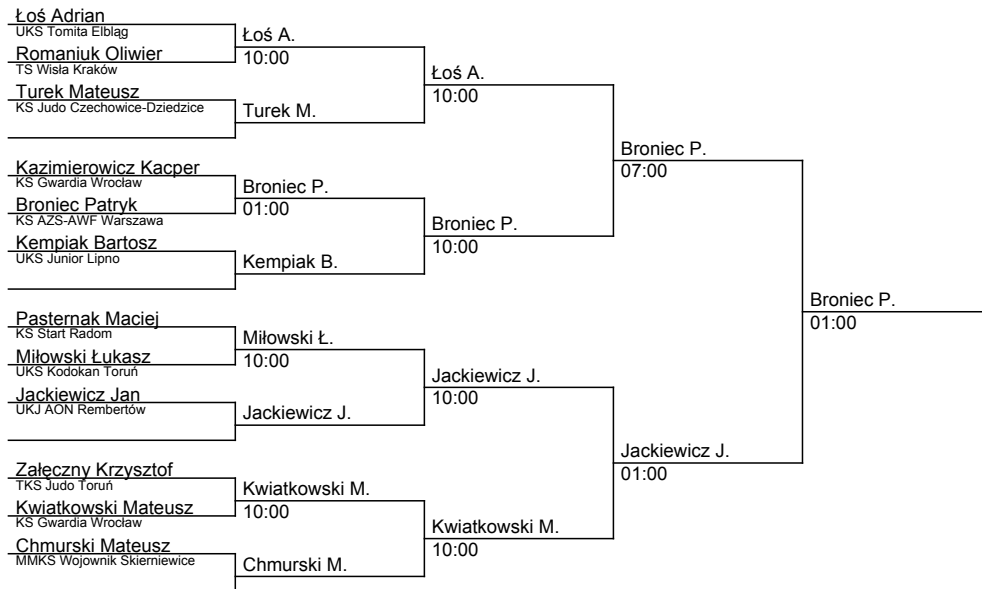 Łoś Adrian
UKS Tomita Elbląg
Romaniuk Oliwier
TS Wisła Kraków
Turek Mateusz
KS Judo Czechowice-Dziedzice
Kazimierowicz Kacper
KS Gwardia Wrocław
Broniec Patryk
KS AZS-AWF Warszawa
Kempiak Bartosz
UKS Junior Lipno
Pasternak Maciej
KS Start Radom
Miłowski Łukasz
UKS Kodokan Toruń
Jackiewicz Jan
UKJ AON Rembertów
Załęczny Krzysztof
TKS Judo Toruń
Kwiatkowski Mateusz
KS Gwardia Wrocław
Chmurski Mateusz
MMKS Wojownik Skierniewice
Łoś A.
10:00
Turek M.
Broniec P.
01:00
Kempiak B.
Miłowski Ł.
10:00
Jackiewicz J.
Kwiatkowski M.
10:00
Chmurski M.
Łoś A.
10:00
Broniec P.
10:00
Jackiewicz J.
10:00
Kwiatkowski M.
10:00
Broniec P.
07:00
Jackiewicz J.
01:00
Broniec P.
01:00